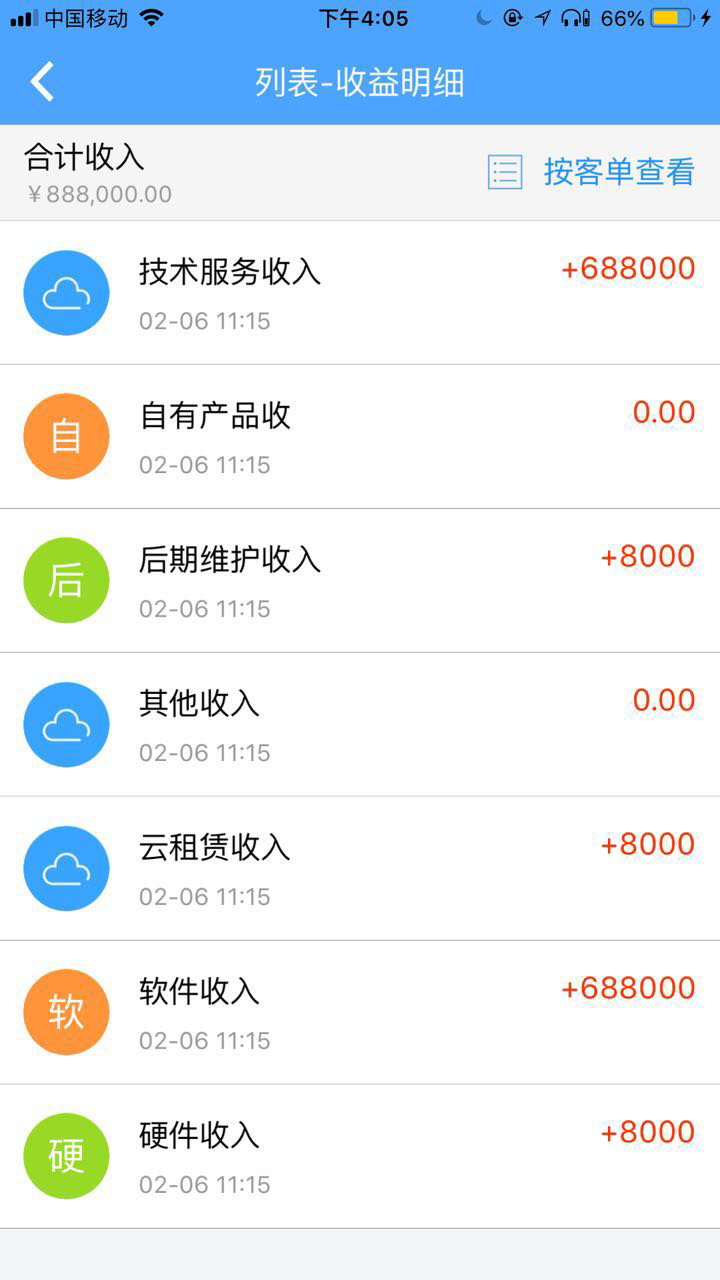 中国移动 下午4:05 66%
列表-收益明细
合计收入
￥888,000.00
按客单查看
技术服务收入 +688000
02-06 11:15
自 自有产品收 0.00
02-06 11:15
后 后期维护收入 +8000
02-06 11:15
其他收入 0.00
02-06 11:15
云租赁收入 +8000
02-06 11:15
软 软件收入 +688000
02-06 11:15
硬 硬件收入 +8000
02-06 11:15